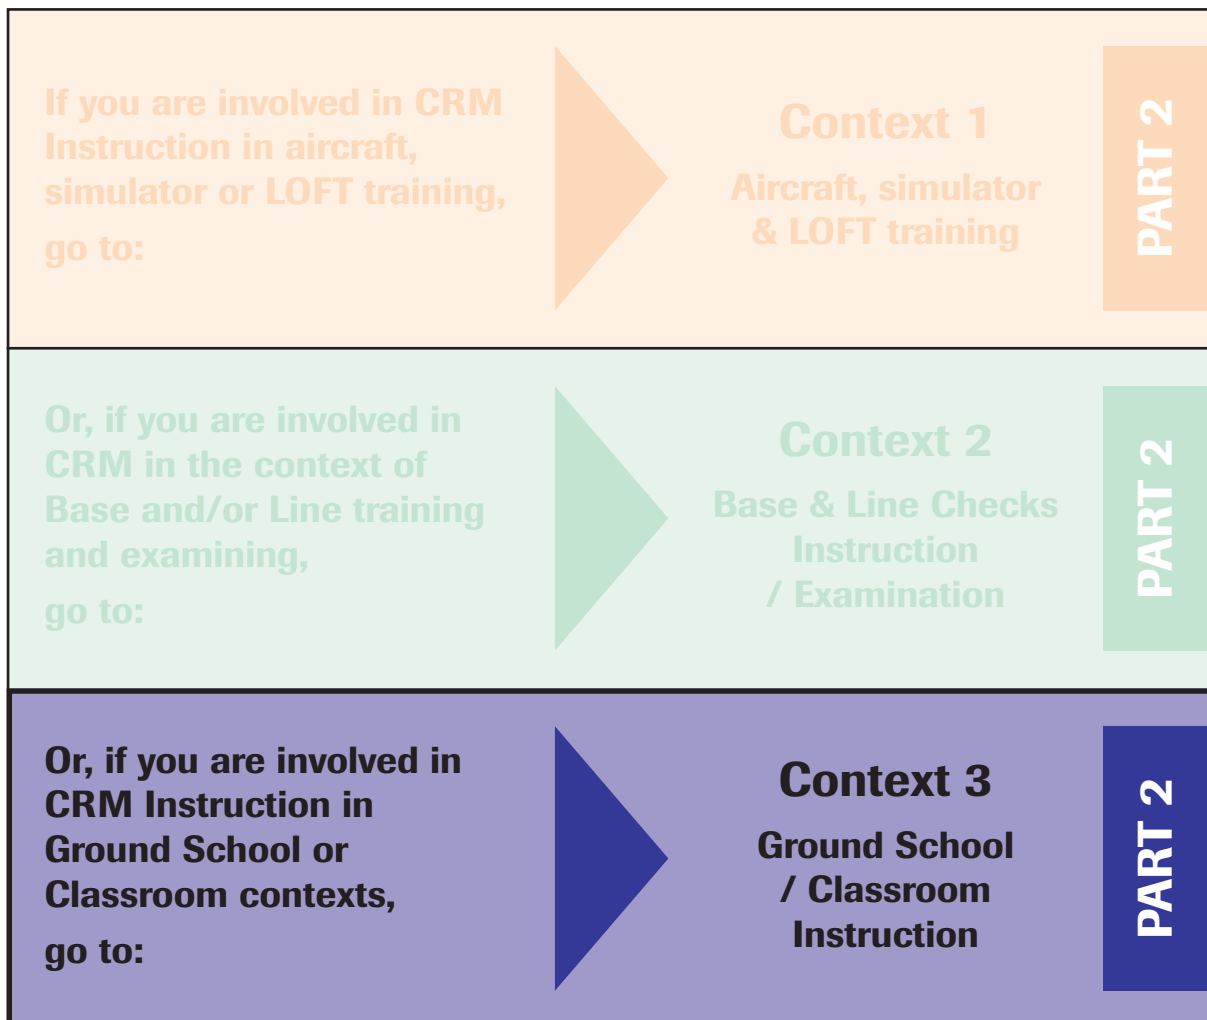 If you are involved in CRM
Instruction in aircraft,
simulator or LOFT training,
go to:
Context 1
Aircraft, simulator
& LOFT training
PART 2
Or, if you are involved in
CRM in the context of
Base and/or Line training
and examining,
go to:
Context 2
Base & Line Checks
Instruction
/ Examination
PART 2
Or, if you are involved in
CRM Instruction in
Ground School or
Classroom contexts,
go to:
Context 3
Ground School
/ Classroom
Instruction
PART 2